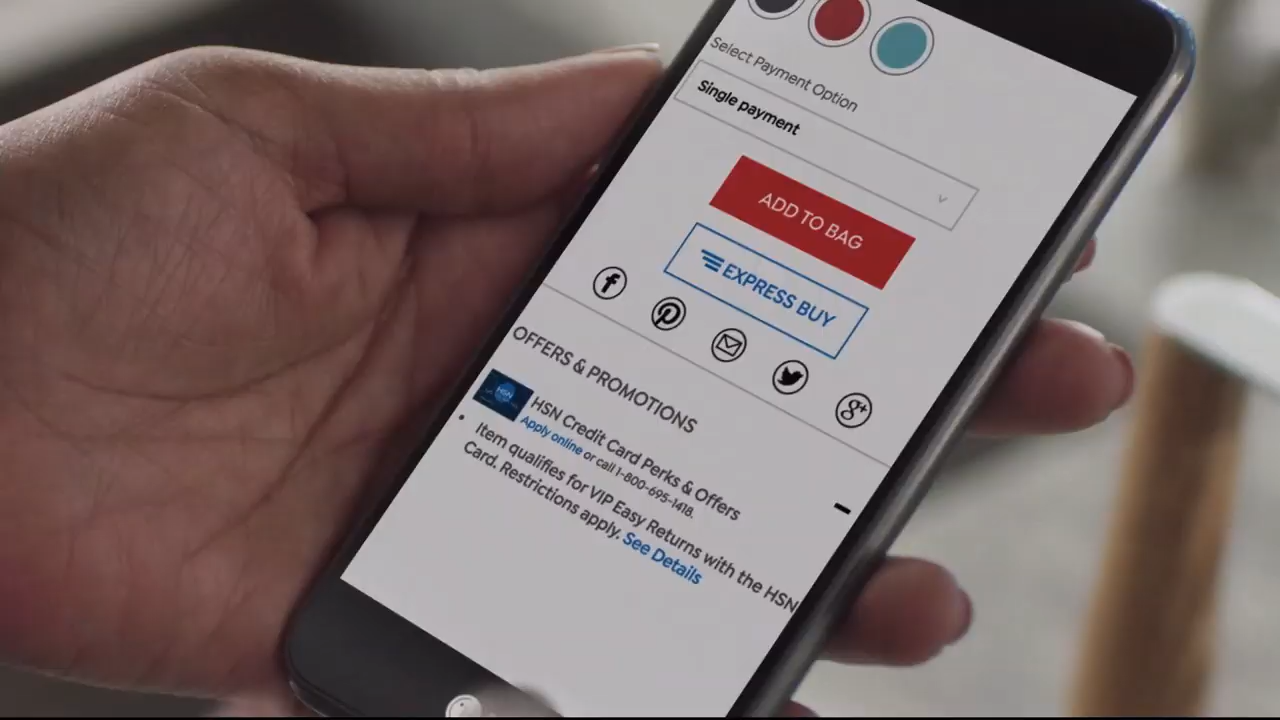 Select Payment Option
Single payment
ADD TO BAG
EXPRESS BUY
OFFERS & PROMOTIONS
HSN
HSN Credit Card Perks & Offers
Apply online or call 1-800-695-1418.
Item qualifies for VIP Easy Returns with the HSN
Card. Restrictions apply. See Details